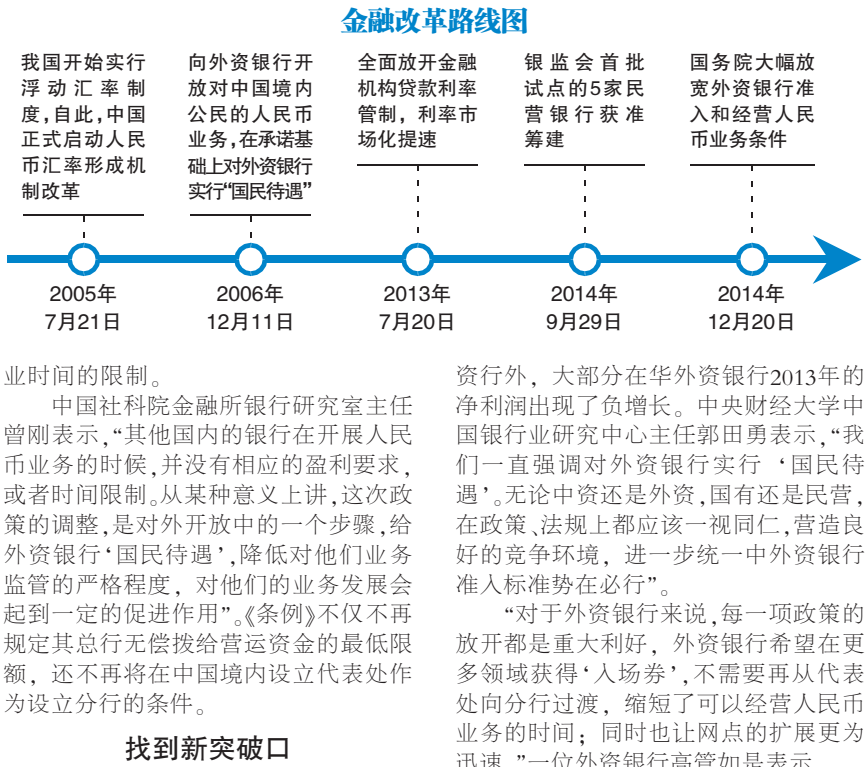 金融改革路线图
我国开始实行
浮动汇率制
度，自此，中国
正式启动人民
币汇率形成机
制改革
2005年
7月21日
向外资银行开
放对中国境内
公民的人民币
业务，在承诺基
础上对外资银行
实行“国民待遇”
2006年
12月11日
全面放开金融
机构贷款利率
管制，利率市
场化提速
2013年
7月20日
银监会首批
试点的5家民
营银行获准
筹建
2014年
9月29日
国务院大幅放
宽外资银行准
入和经营人民
币业务条件
2014年
12月20日
业时间的限制。
中国社科院金融所银行研究室主任
曾刚表示，“其他国内的银行在开展人民
币业务的时候，并没有相应的盈利要求，
或者时间限制。从某种意义上讲，这次政
策的调整，是对外开放中的一个步骤，给
外资银行‘国民待遇’，降低对他们业务
监管的严格程度，对他们的业务发展会
起到一定的促进作用”。《条例》不仅不再
规定其总行无偿拨给营运资金的最低限
额，还不再将在中国境内设立代表处作
为设立分行的条件。
找到新突破口
资行外，大部分在华外资银行2013年的
净利润出现了负增长。中央财经大学中
国银行业研究中心主任郭田勇表示，“我
们一直强调对外资银行实行‘国民待
遇’。无论中资还是外资，国有还是民营，
在政策、法规上都应该一视同仁，营造良
好的竞争环境，进一步统一中外资银行
准入标准势在必行”。
“对于外资银行来说，每一项政策的
放开都是重大利好，外资银行希望在更
多领域获得‘入场券’，不需要再从代表
处向分行过渡，缩短了可以经营人民币
业务的时间；同时也让网点的扩展更为
迅速。”一位外资银行高管如是表示